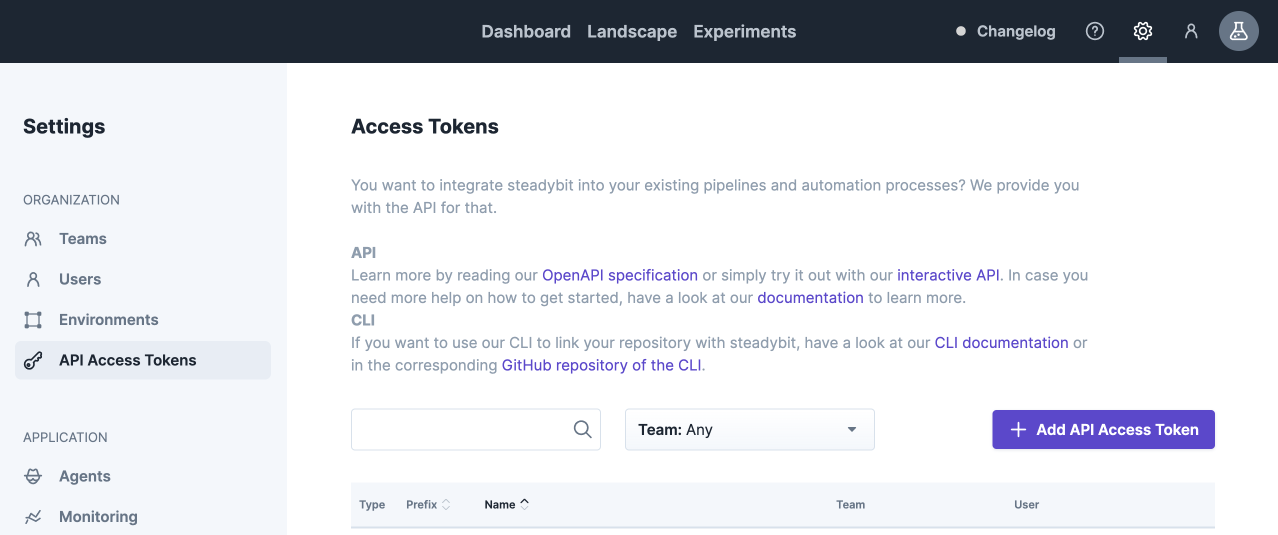 Dashboard Landscape Experiments Changelog
Settings
ORGANIZATION
Teams
Users
Environments
API Access Tokens
APPLICATION
Agents
Monitoring
Access Tokens
You want to integrate steadybit into your existing pipelines and automation processes? We provide you
with the API for that.
API
Learn more by reading our OpenAPI specification or simply try it out with our interactive API. In case you
need more help on how to get started, have a look at our documentation to learn more.
CLI
If you want to use our CLI to link your repository with steadybit, have a look at our CLI documentation or
in the corresponding GitHub repository of the CLI.
Team: Any
Add API Access Token
Type Prefix Name Team User